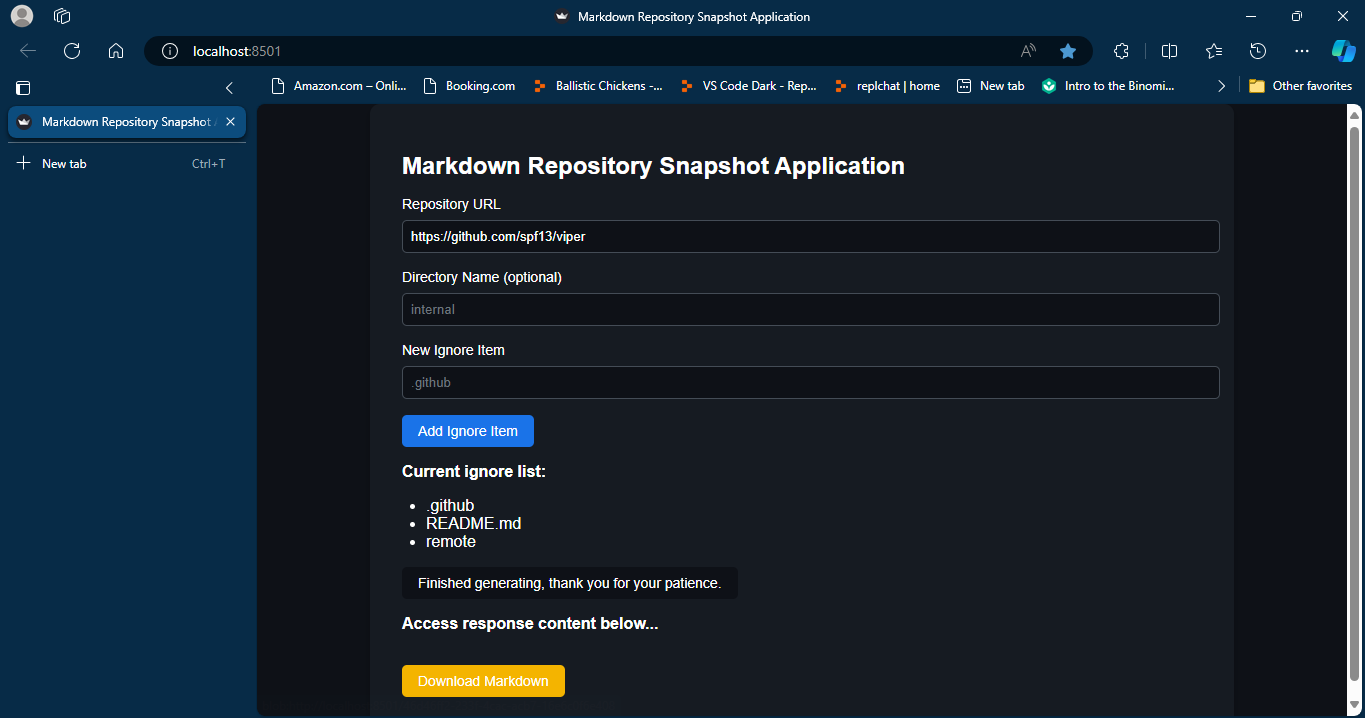 Markdown Repository Snapshot Application
localhost:8501
Amazon.com – Onli... Booking.com Ballistic Chickens -... VS Code Dark - Rep... replchat | home New tab Intro to the Binomi... Other favorites
Markdown Repository Snapshot
New tab Ctrl+T
Markdown Repository Snapshot Application
Repository URL
https://github.com/spf13/viper
Directory Name (optional)
internal
New Ignore Item
.github
Add Ignore Item
Current ignore list:
• .github
• README.md
• remote
Finished generating, thank you for your patience.
Access response content below...
Download Markdown